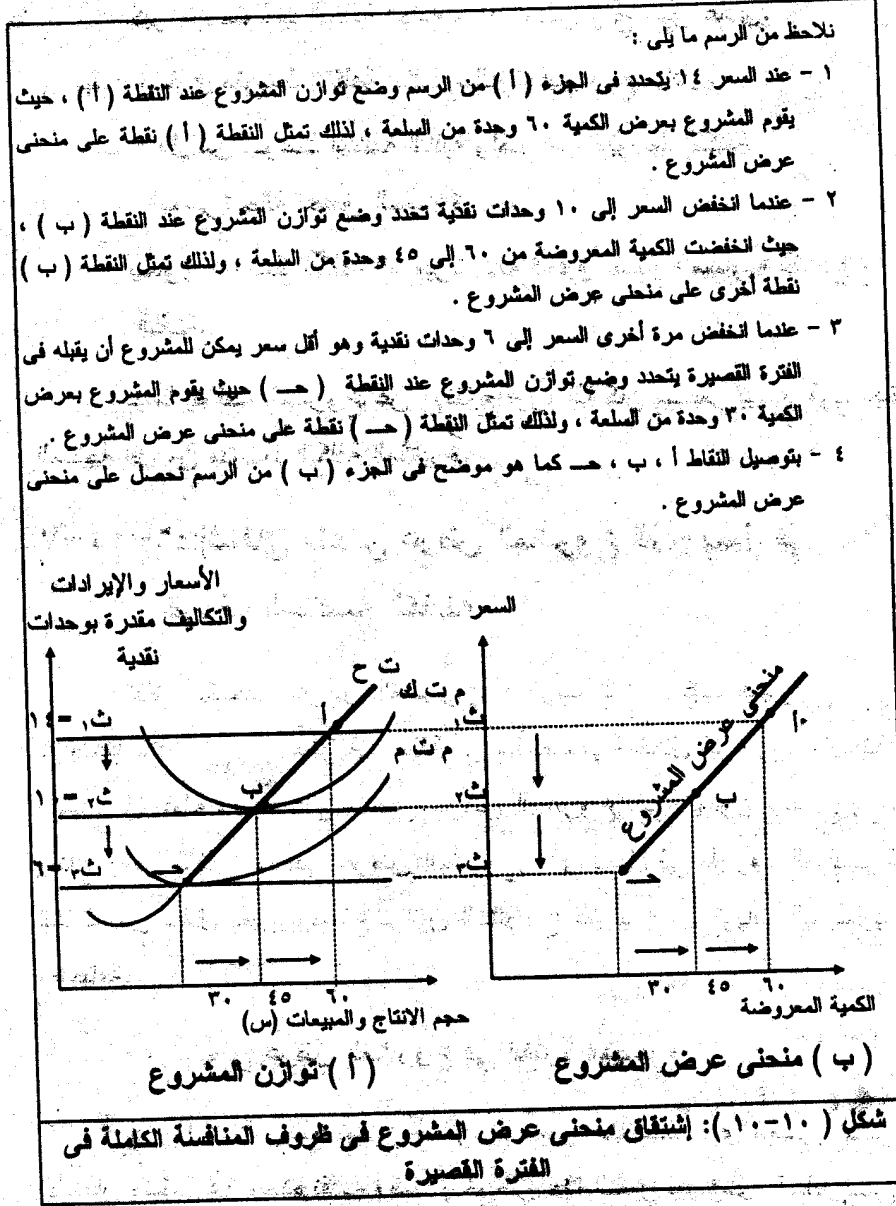 نلاحظ من الرسم ما يلى :
١ - عند السعر ١٤ يتحدد فى الجزء ( أ ) من الرسم وضع توازن المشروع عند النقطة ( أ ) ، حيث
يقوم المشروع بعرض الكمية ٦٠ وحدة من السلعة ، لذلك تمثل النقطة ( أ ) نقطة على منحنى
عرض المشروع .
٢ - عندما انخفض السعر إلى ١٠ وحدات نقدية تحدد وضع توازن المشروع عند النقطة ( ب ) ،
حيث انخفضت الكمية المعروضة من ٦٠ إلى ٤٥ وحدة من السلعة ، ولذلك تمثل النقطة ( ب )
نقطة أخرى على منحنى عرض المشروع .
٣ - عندما انخفض مرة أخرى السعر إلى ٦ وحدات نقدية وهو أقل سعر يمكن للمشروع أن يقبله فى
الفترة القصيرة يتحدد وضع توازن المشروع عند النقطة ( حـ ) حيث يقوم المشروع بعرض
الكمية ٣٠ وحدة من السلعة ، ولذلك تمثل النقطة ( حـ ) نقطة على منحنى عرض المشروع .
٤ - بتوصيل النقاط أ ، ب ، حـ كما هو موضح فى الجزء ( ب ) من الرسم نحصل على منحنى
عرض المشروع .
السعر
ث١
ث٢
ث٣
منحنى عرض المشروع
أ
ب
حـ
٣٠ ٤٥ ٦٠
الكمية المعروضة
( ب ) منحنى عرض المشروع
الأسعار والإيرادات
والتكاليف مقدرة بوحدات
نقدية
ث١ = ١٤
ث٢ = ١٠
ث٣ = ٦
ت ح
م ت ك
م ت م
أ
ب
حـ
٣٠ ٤٥ ٦٠
حجم الانتاج والمبيعات (س)
( أ ) توازن المشروع
شكل ( ١٠-١٠ ): إشتقاق منحنى عرض المشروع فى ظروف المنافسة الكاملة فى
الفترة القصيرة